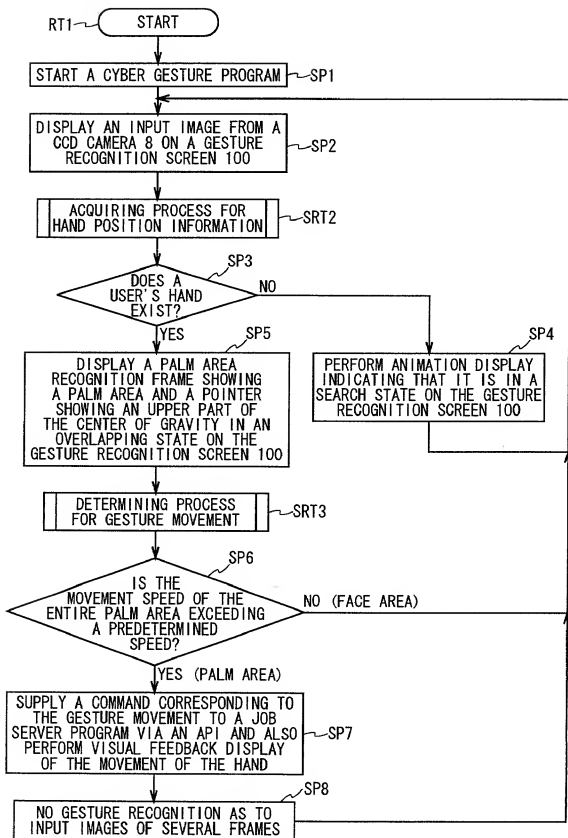 RT1
START
START A CYBER GESTURE PROGRAM
SP1
DISPLAY AN INPUT IMAGE FROM A
CCD CAMERA 8 ON A GESTURE
RECOGNITION SCREEN 100
SP2
ACQUIRING PROCESS FOR
HAND POSITION INFORMATION
SRT2
SP3
DOES A
USER'S HAND
EXIST?
NO
YES
SP4
PERFORM ANIMATION DISPLAY
INDICATING THAT IT IS IN A
SEARCH STATE ON THE GESTURE
RECOGNITION SCREEN 100
SP5
DISPLAY A PALM AREA
RECOGNITION FRAME SHOWING
A PALM AREA AND A POINTER
SHOWING AN UPPER PART OF
THE CENTER OF GRAVITY IN AN
OVERLAPPING STATE ON THE
GESTURE RECOGNITION SCREEN 100
DETERMINING PROCESS
FOR GESTURE MOVEMENT
SRT3
SP6
IS THE
MOVEMENT SPEED OF THE
ENTIRE PALM AREA EXCEEDING
A PREDETERMINED
SPEED?
NO (FACE AREA)
YES (PALM AREA)
SUPPLY A COMMAND CORRESPONDING
TO THE GESTURE MOVEMENT TO A JOB
SERVER PROGRAM VIA AN API AND ALSO
PERFORM VISUAL FEEDBACK DISPLAY
OF THE MOVEMENT OF THE HAND
SP7
SP8
NO GESTURE RECOGNITION AS TO
INPUT IMAGES OF SEVERAL FRAMES